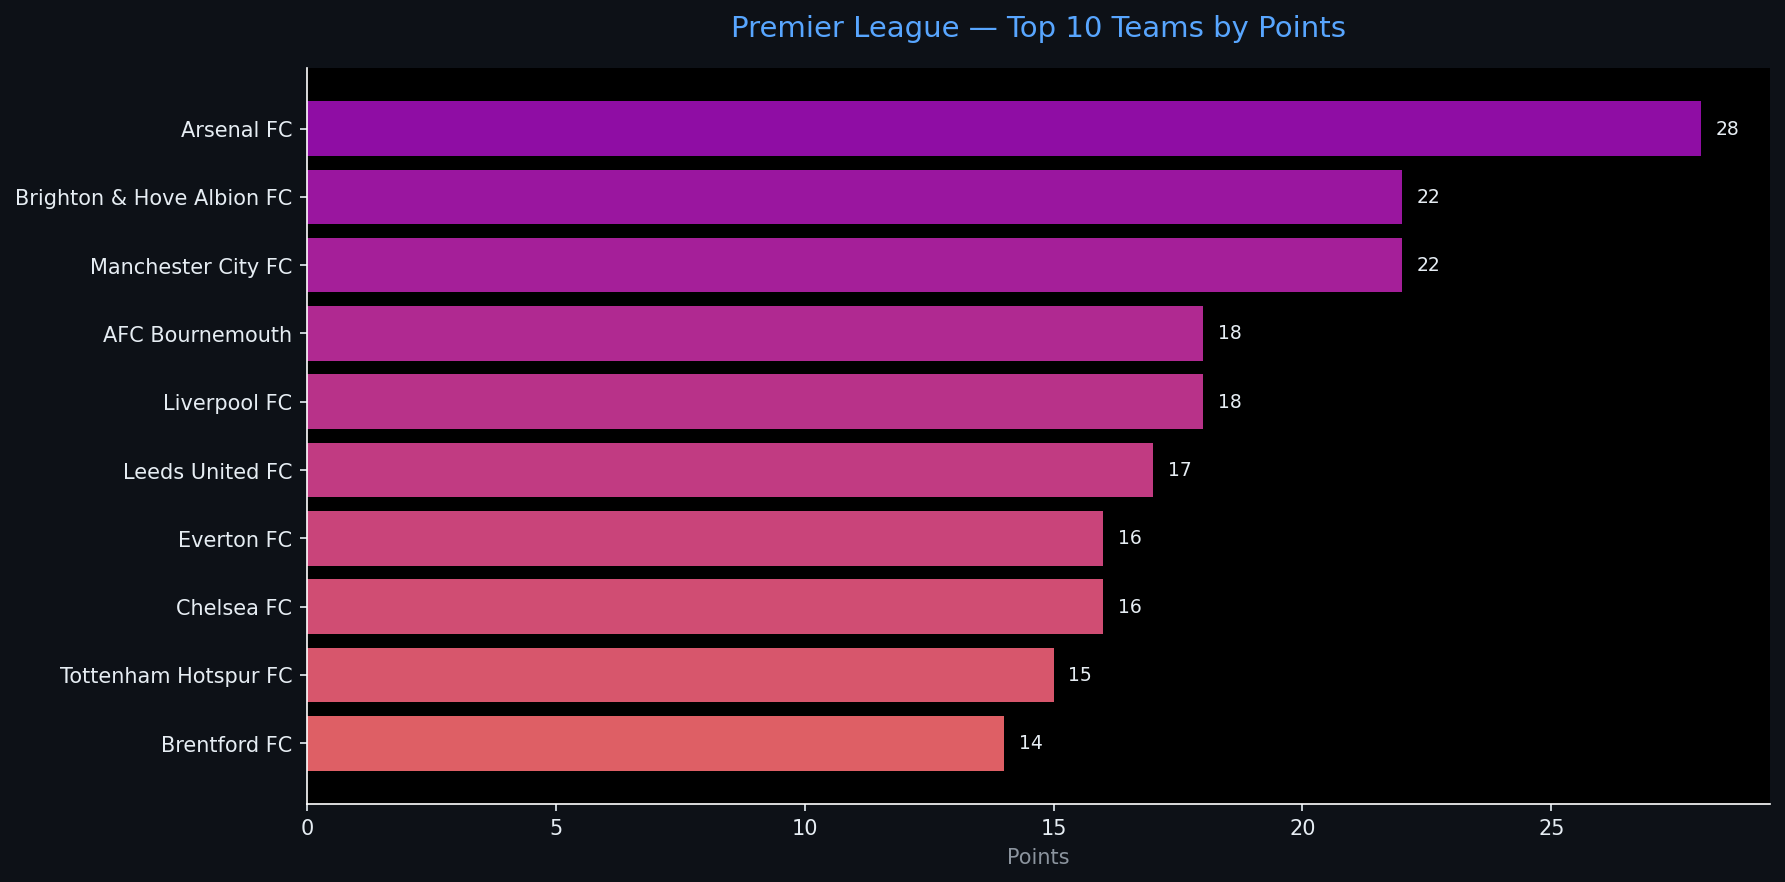 Premier League — Top 10 Teams by Points
Arsenal FC 28
Brighton & Hove Albion FC 22
Manchester City FC 22
AFC Bournemouth 18
Liverpool FC 18
Leeds United FC 17
Everton FC 16
Chelsea FC 16
Tottenham Hotspur FC 15
Brentford FC 14
0 5 10 15 20 25
Points